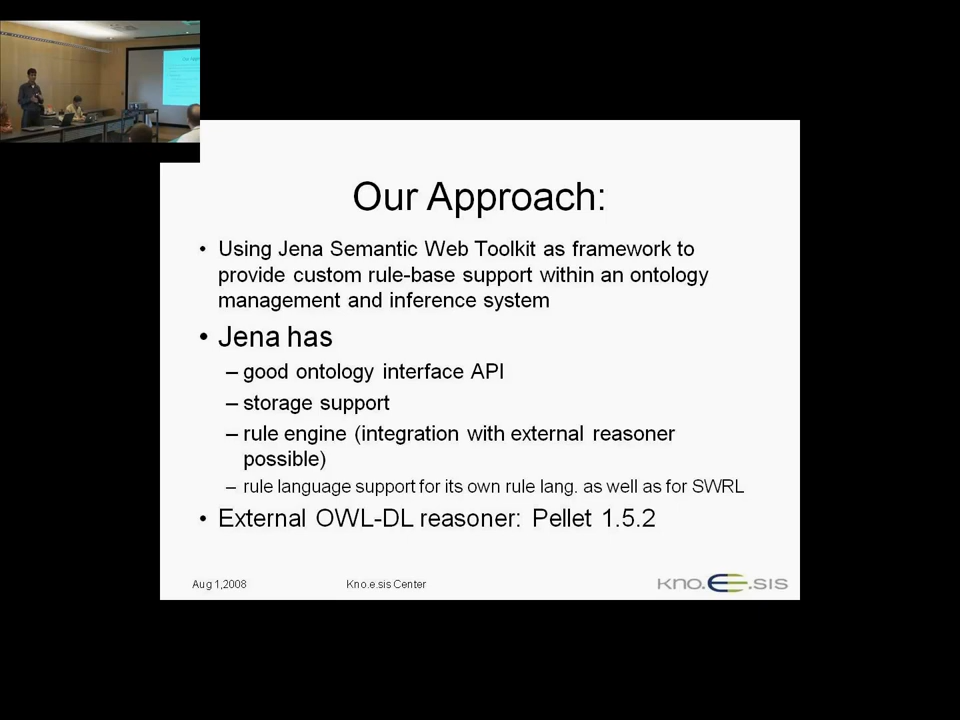 Our Approach:
• Using Jena Semantic Web Toolkit as framework to
provide custom rule-base support within an ontology
management and inference system
• Jena has
– good ontology interface API
– storage support
– rule engine (integration with external reasoner
possible)
– rule language support for its own rule lang. as well as for SWRL
• External OWL-DL reasoner: Pellet 1.5.2
Aug 1,2008 Kno.e.sis Center kno.e.sis